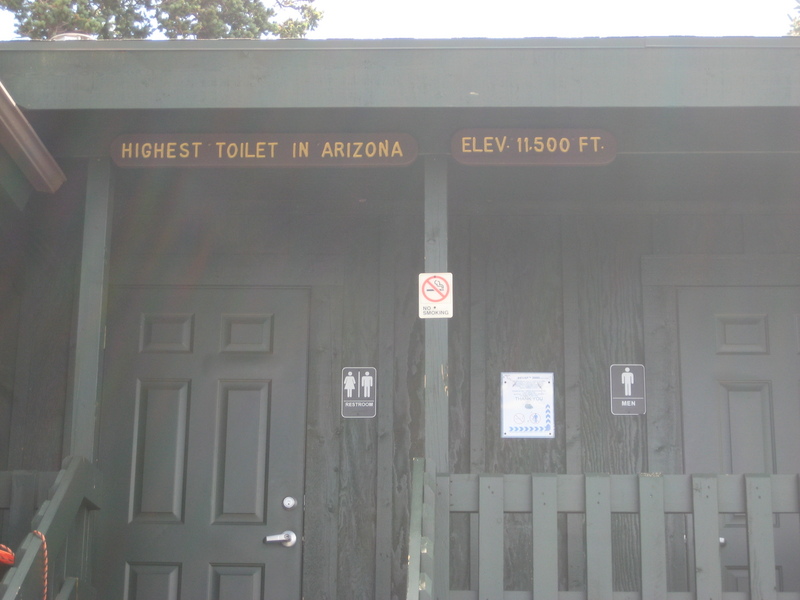 HIGHEST TOILET IN ARIZONA
ELEV. 11.500 FT.
NO
SMOKING
RESTROOM
MEN